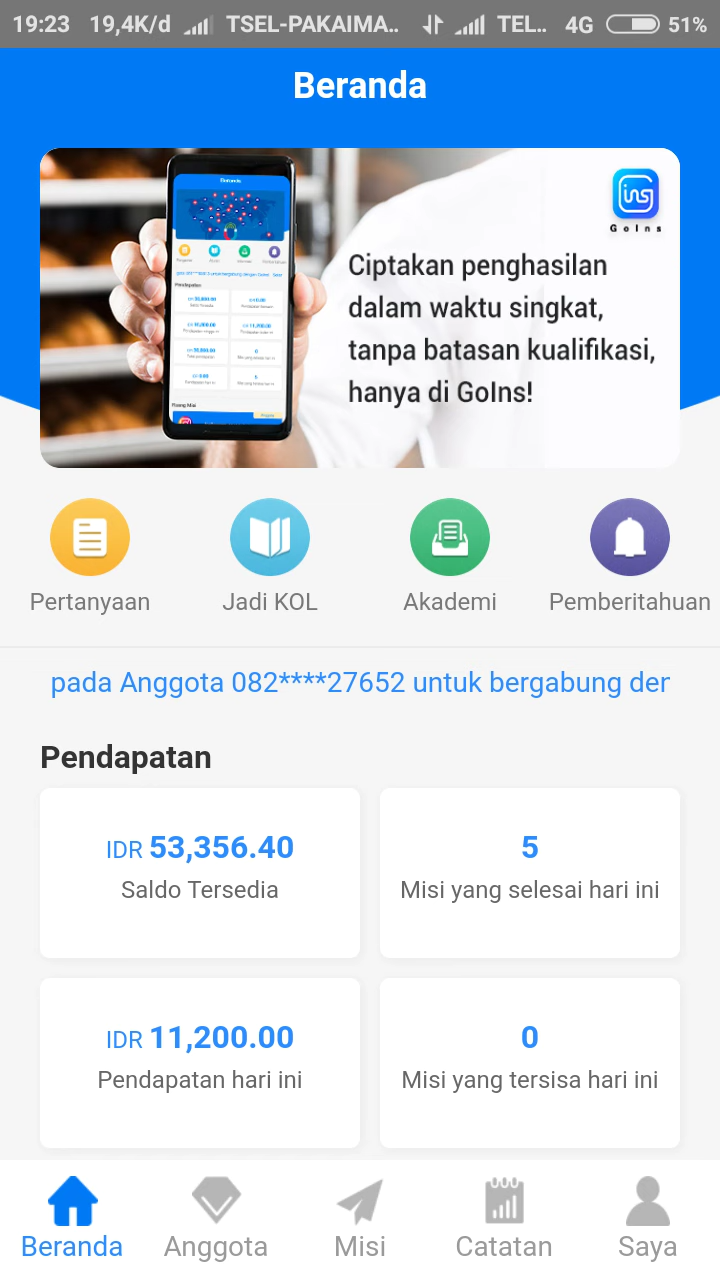 19:23 19,4K/d TSEL-PAKAIMA... TEL... 4G 51%
Beranda
ins
GoIns
Ciptakan penghasilan
dalam waktu singkat,
tanpa batasan kualifikasi,
hanya di GoIns!
Beranda
Pendapatan
Pertanyaan
Jadi KOL
Akademi
Pemberitahuan
pada Anggota 082****27652 untuk bergabung der
Pendapatan
IDR 53,356.40
Saldo Tersedia
5
Misi yang selesai hari ini
IDR 11,200.00
Pendapatan hari ini
0
Misi yang tersisa hari ini
Beranda
Anggota
Misi
Catatan
Saya